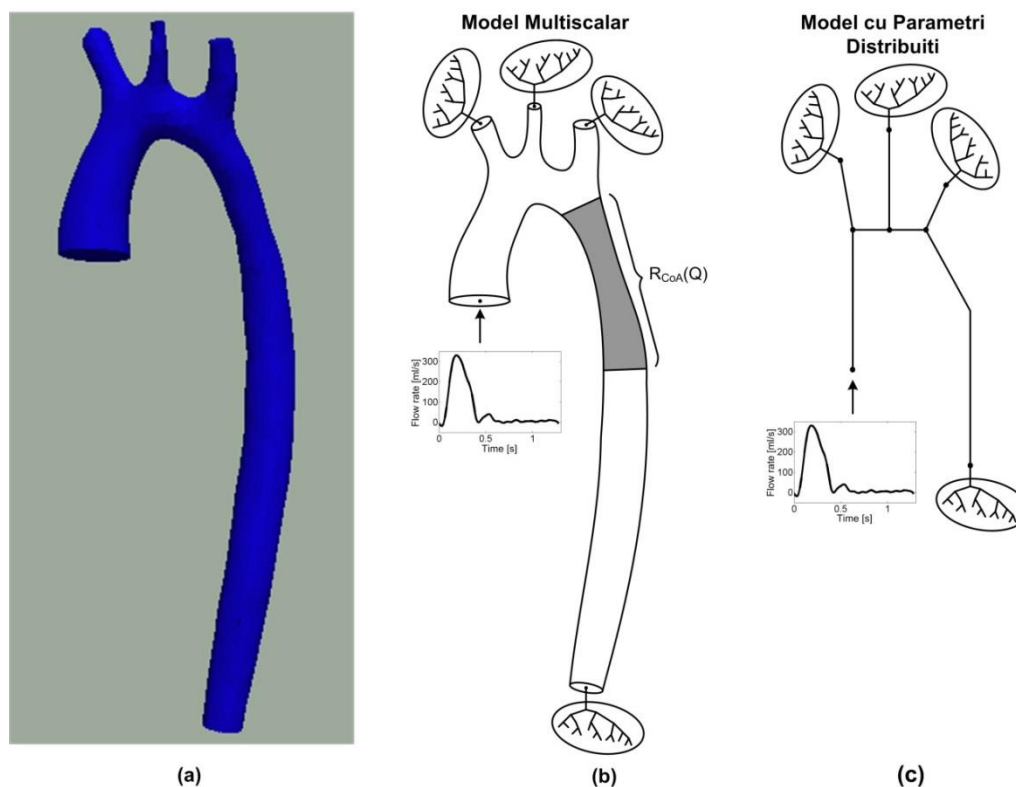 Model Multiscalar
Model cu Parametri
Distribuiti
R_CoA(Q)
Flow rate [ml/s]
300
200
100
0
0
0.5
1
Time [s]
Flow rate [ml/s]
300
200
100
0
0
0.5
1
Time [s]
(a)
(b)
(c)